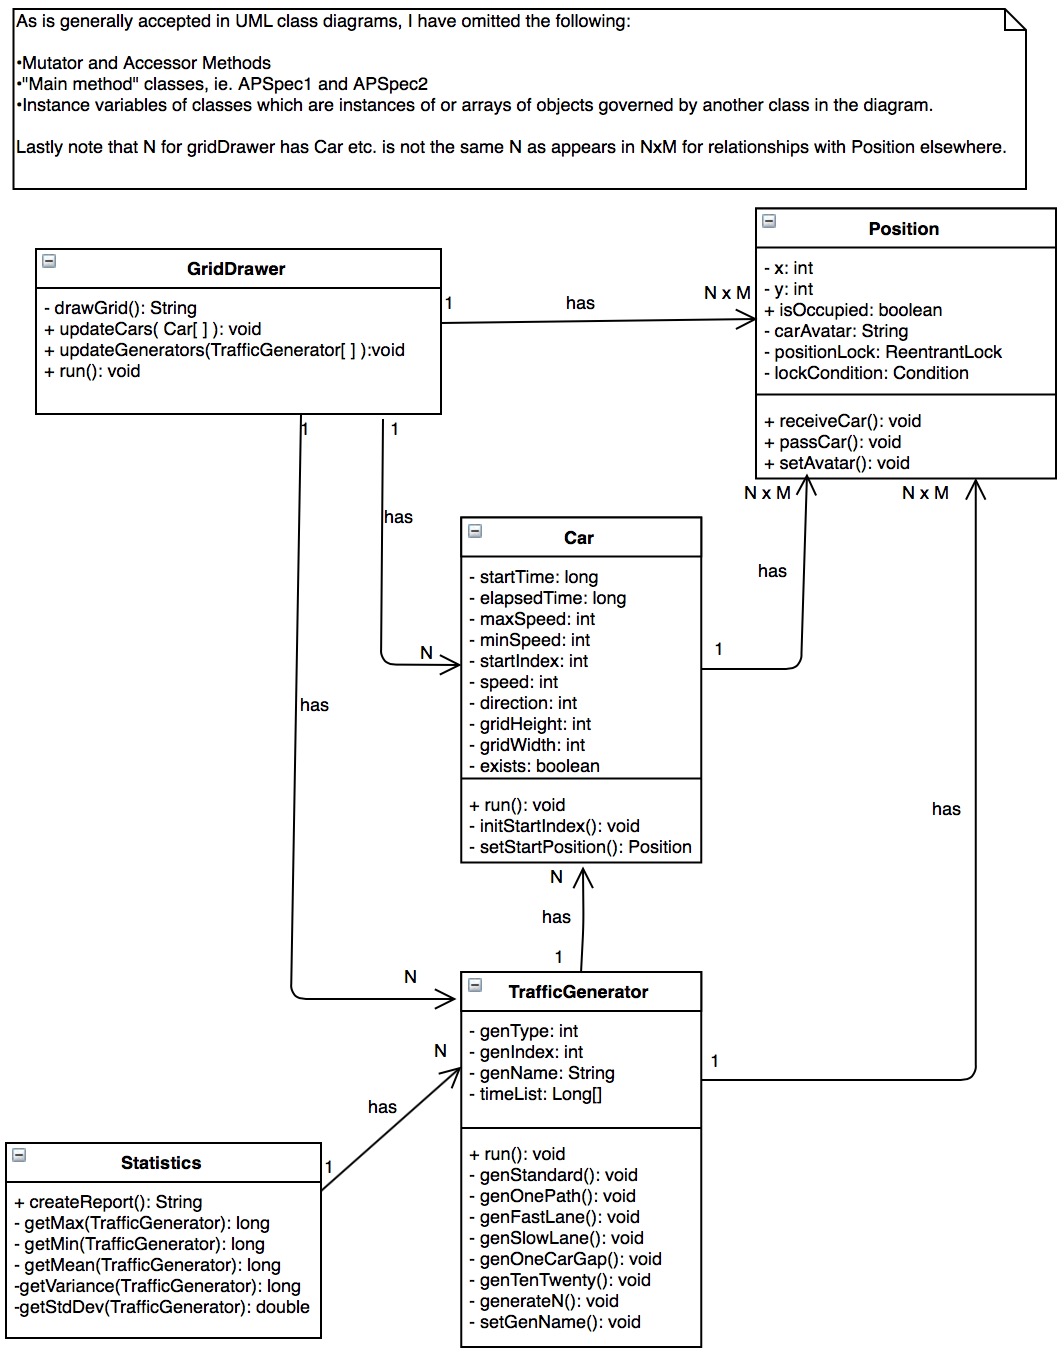 As is generally accepted in UML class diagrams, I have omitted the following:
•Mutator and Accessor Methods
•"Main method" classes, ie. APSpec1 and APSpec2
•Instance variables of classes which are instances of or arrays of objects governed by another class in the diagram.
Lastly note that N for gridDrawer has Car etc. is not the same N as appears in NxM for relationships with Position elsewhere.
Position
- x: int
- y: int
+ isOccupied: boolean
- carAvatar: String
- positionLock: ReentrantLock
- lockCondition: Condition
+ receiveCar(): void
+ passCar(): void
+ setAvatar(): void
GridDrawer
- drawGrid(): String
+ updateCars( Car[ ] ): void
+ updateGenerators(TrafficGenerator[ ] ):void
+ run(): void
1
has
N x M
1
1
has
N
has
N
N x M
N x M
has
1
has
1
Car
- startTime: long
- elapsedTime: long
- maxSpeed: int
- minSpeed: int
- startIndex: int
- speed: int
- direction: int
- gridHeight: int
- gridWidth: int
- exists: boolean
+ run(): void
- initStartIndex(): void
- setStartPosition(): Position
N
has
1
TrafficGenerator
- genType: int
- genIndex: int
- genName: String
- timeList: Long[]
+ run(): void
- genStandard(): void
- genOnePath(): void
- genFastLane(): void
- genSlowLane(): void
- genOneCarGap(): void
- genTenTwenty(): void
- generateN(): void
- setGenName(): void
N
has
1
Statistics
+ createReport(): String
- getMax(TrafficGenerator): long
- getMin(TrafficGenerator): long
- getMean(TrafficGenerator): long
-getVariance(TrafficGenerator): long
-getStdDev(TrafficGenerator): double